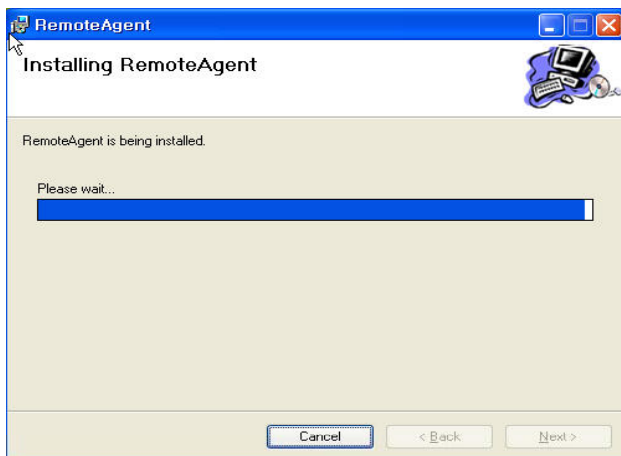 RemoteAgent
Installing RemoteAgent
RemoteAgent is being installed.
Please wait...
Cancel
< Back
Next >